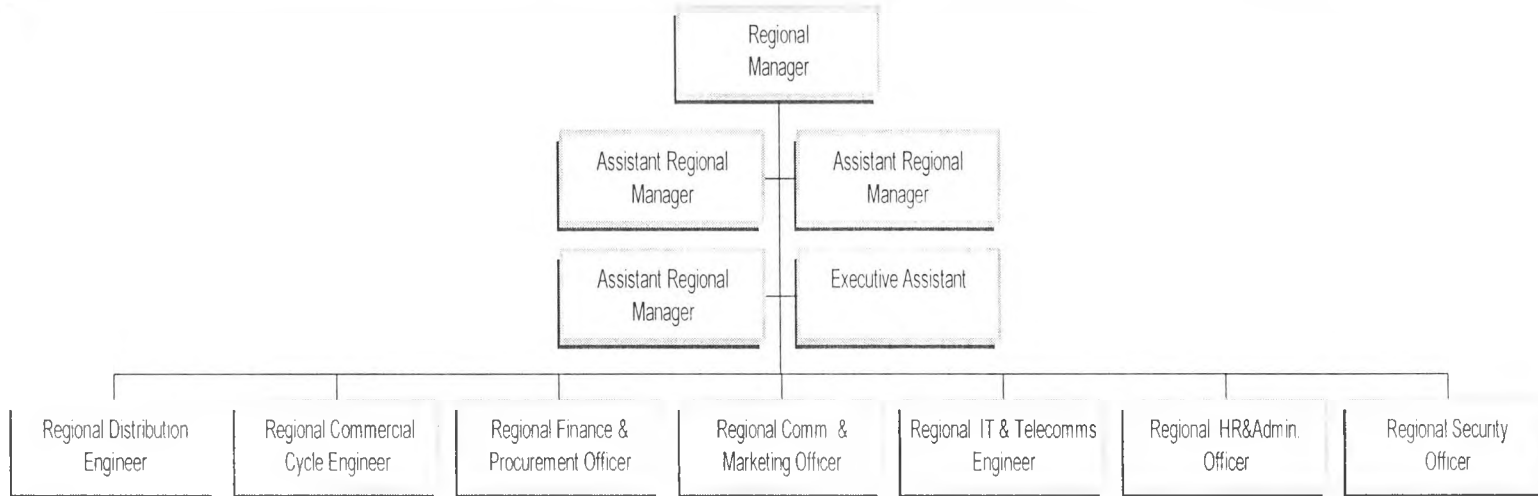 Regional
Manager
Assistant Regional
Manager
Assistant Regional
Manager
Assistant Regional
Manager
Executive Assistant
Regional Distribution
Engineer
Regional Commercial
Cycle Engineer
Regional Finance &
Procurement Officer
Regional Comm &
Marketing Officer
Regional IT & Telecomms
Engineer
Regional HR&Admin.
Officer
Regional Security
Officer